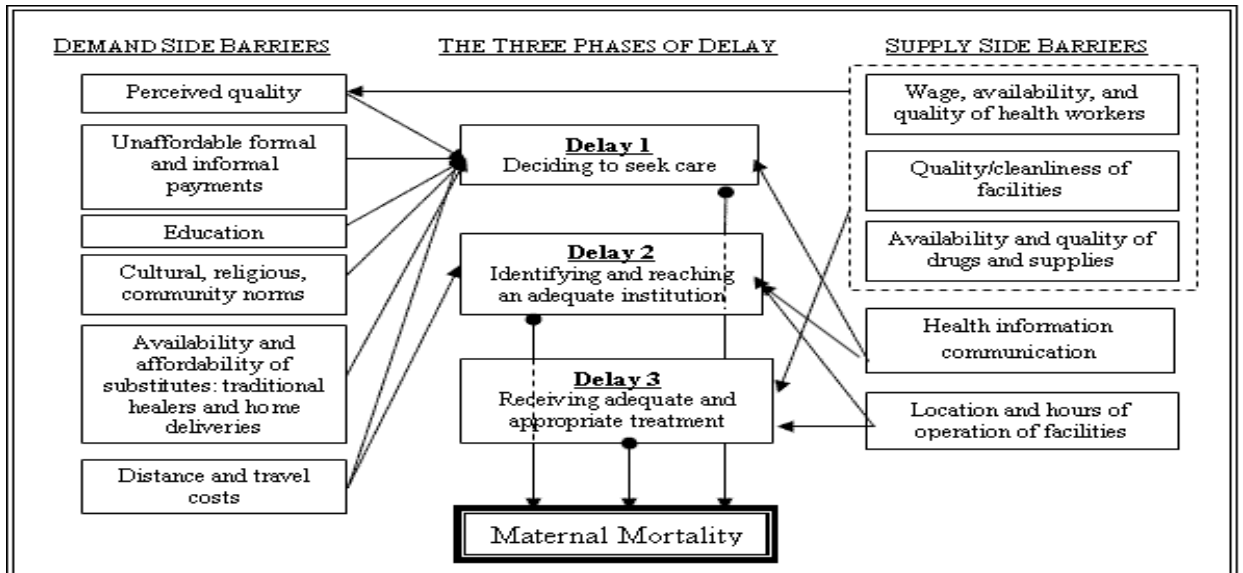 DEMAND SIDE BARRIERS
THE THREE PHASES OF DELAY
SUPPLY SIDE BARRIERS
Perceived quality
Unaffordable formal
and informal
payments
Education
Cultural, religious,
community norms
Availability and
affordability of
substitutes: traditional
healers and home
deliveries
Distance and travel
costs
Delay 1
Deciding to seek care
Delay 2
Identifying and reaching
an adequate institution
Delay 3
Receiving adequate and
appropriate treatment
Maternal Mortality
Wage, availability, and
quality of health workers
Quality/cleanliness of
facilities
Availability and quality of
drugs and supplies
Health information
communication
Location and hours of
operation of facilities